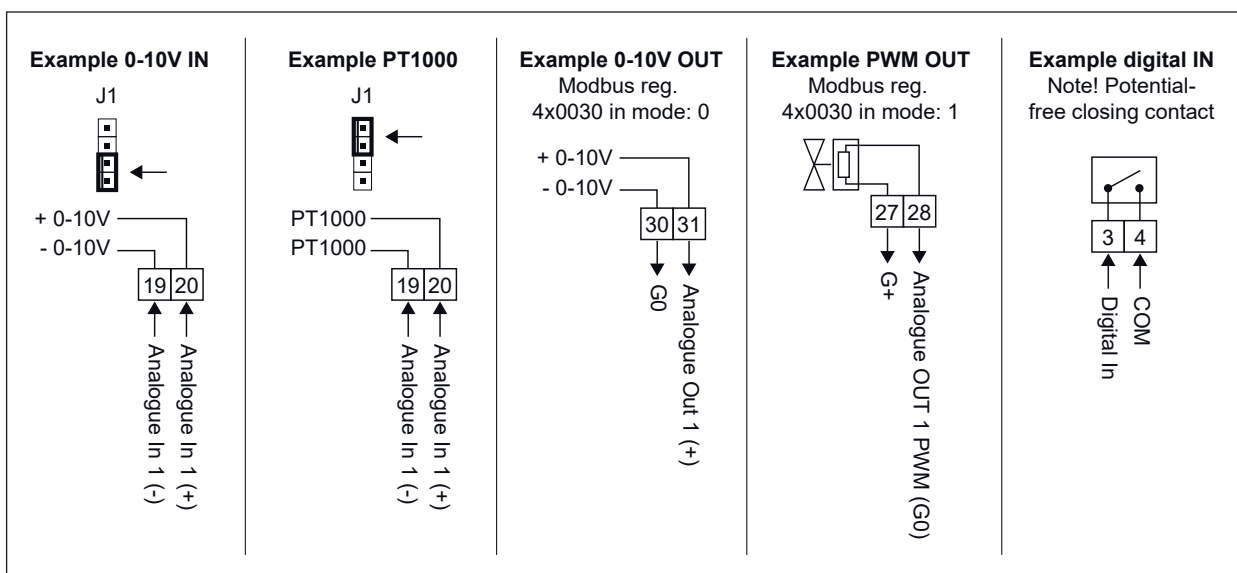 Example 0-10V IN
J1
+ 0-10V
- 0-10V
19 20
Analogue In 1 (-)
Analogue In 1 (+)
Example PT1000
J1
PT1000
PT1000
19 20
Analogue In 1 (-)
Analogue In 1 (+)
Example 0-10V OUT
Modbus reg.
4x0030 in mode: 0
+ 0-10V
- 0-10V
30 31
G0
Analogue Out 1 (+)
Example PWM OUT
Modbus reg.
4x0030 in mode: 1
27 28
G+
Analogue OUT 1 PWM (G0)
Example digital IN
Note! Potential-
free closing contact
3 4
Digital In
COM